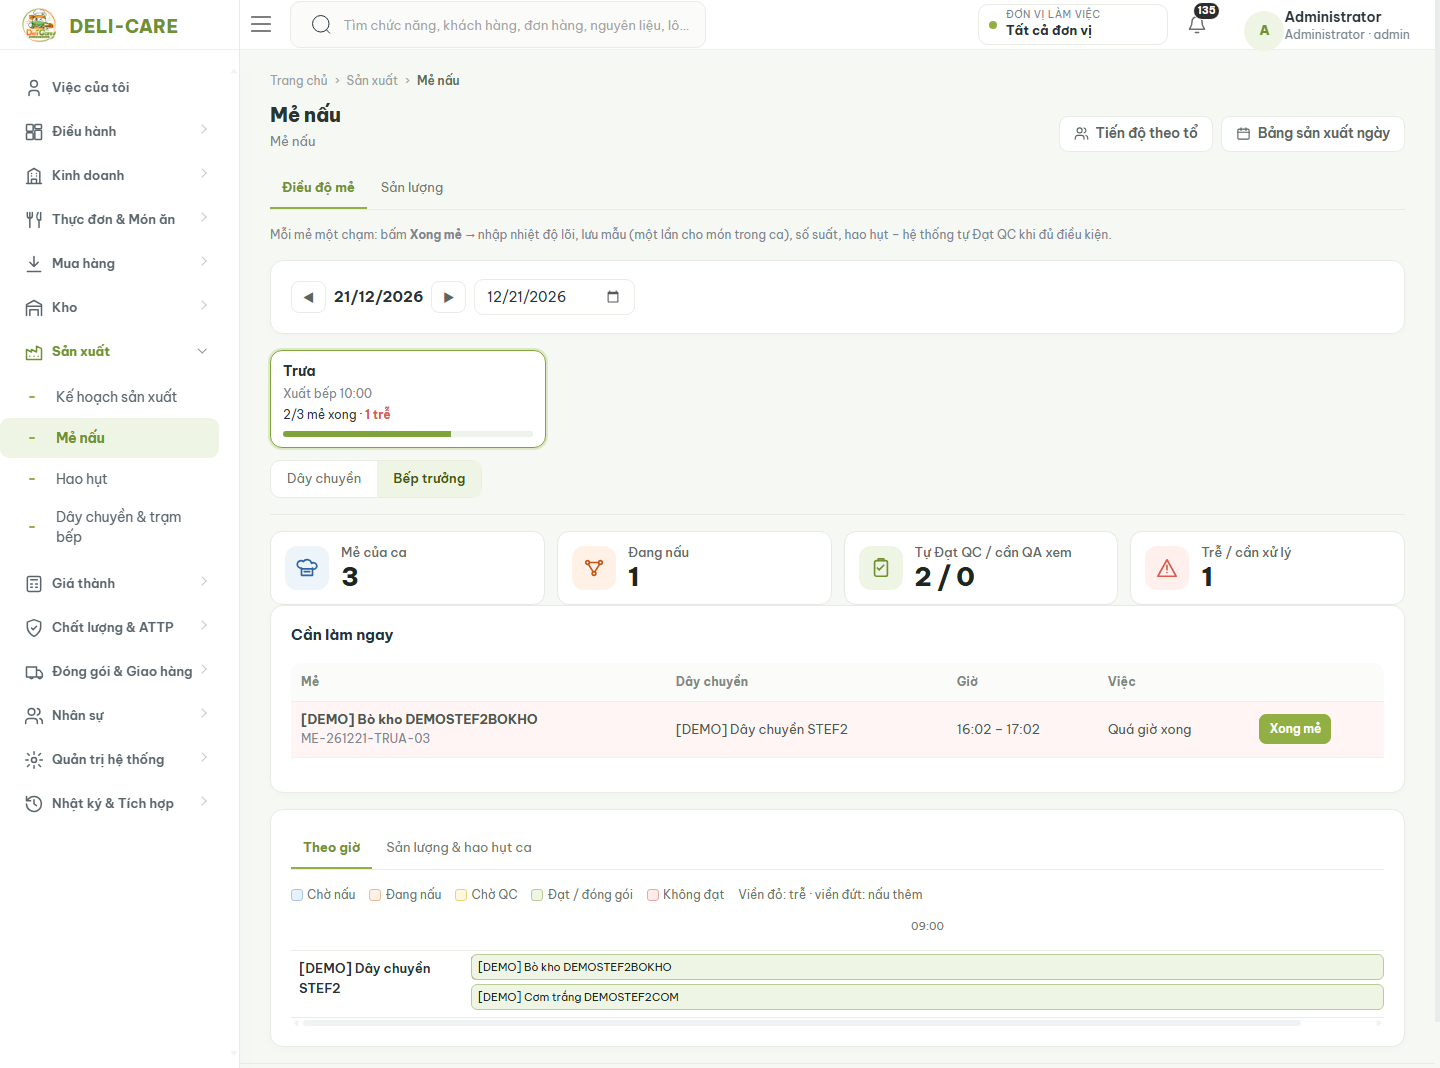 DELI-CARE
Tìm chức năng, khách hàng, đơn hàng, nguyên liệu, lô...
ĐƠN VỊ LÀM VIỆC
Tất cả đơn vị
135
A
Administrator
Administrator · admin
Việc của tôi
Điều hành
Kinh doanh
Thực đơn & Món ăn
Mua hàng
Kho
Sản xuất
Kế hoạch sản xuất
Mẻ nấu
Hao hụt
Dây chuyền & trạm
bếp
Giá thành
Chất lượng & ATTP
Đóng gói & Giao hàng
Nhân sự
Quản trị hệ thống
Nhật ký & Tích hợp
Trang chủ › Sản xuất › Mẻ nấu
Mẻ nấu
Mẻ nấu
Tiến độ theo tổ
Bảng sản xuất ngày
Điều độ mẻ
Sản lượng
Mỗi mẻ một chạm: bấm Xong mẻ → nhập nhiệt độ lõi, lưu mẫu (một lần cho món trong ca), số suất, hao hụt – hệ thống tự Đạt QC khi đủ điều kiện.
◀ 21/12/2026 ▶ 12/21/2026
Trưa
Xuất bếp 10:00
2/3 mẻ xong · 1 trễ
Dây chuyền
Bếp trưởng
Mẻ của ca
3
Đang nấu
1
Tự Đạt QC / cần QA xem
2 / 0
Trễ / cần xử lý
1
Cần làm ngay
Mẻ Dây chuyền Giờ Việc
[DEMO] Bò kho DEMOSTEF2BOKHO
ME-261221-TRUA-03
[DEMO] Dây chuyền STEF2
16:02 – 17:02
Quá giờ xong
Xong mẻ
Theo giờ
Sản lượng & hao hụt ca
Chờ nấu Đang nấu Chờ QC Đạt / đóng gói Không đạt Viền đỏ: trễ · viền đứt: nấu thêm
09:00
[DEMO] Dây chuyền
STEF2
[DEMO] Bò kho DEMOSTEF2BOKHO
[DEMO] Cơm trắng DEMOSTEF2COM